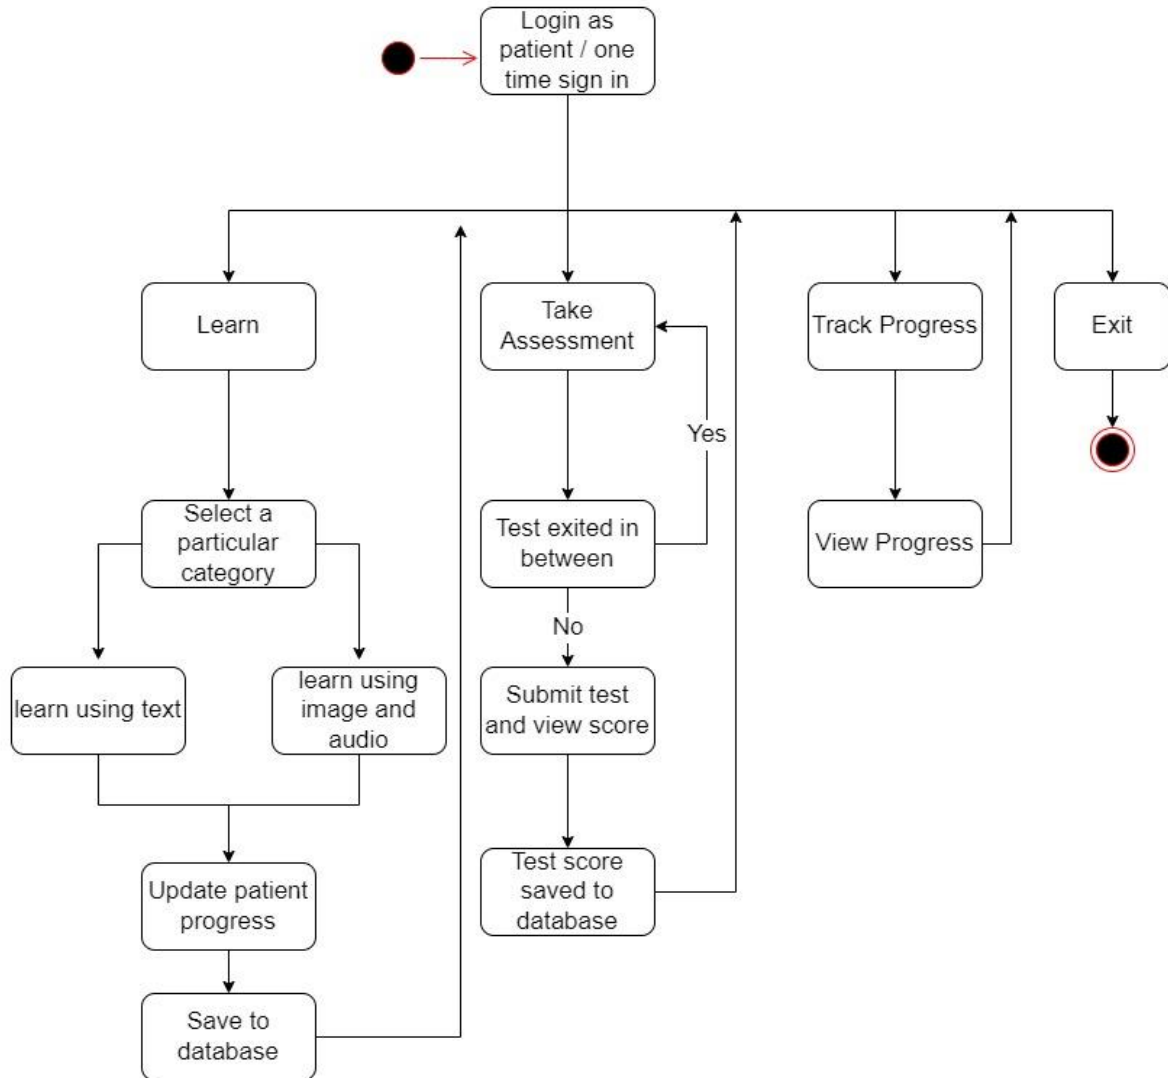 Login as
patient / one
time sign in
Learn
Take
Assessment
Track Progress
Exit
Yes
Select a
particular
category
Test exited in
between
View Progress
No
learn using text
learn using
image and
audio
Submit test
and view score
Update patient
progress
Test score
saved to
database
Save to
database